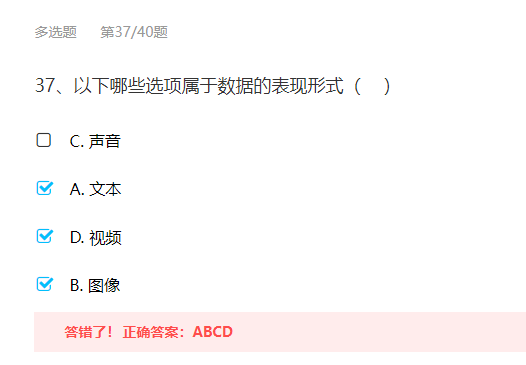 多选题 第37/40题
37、以下哪些选项属于数据的表现形式（ ）
C. 声音
A. 文本
D. 视频
B. 图像
答错了！正确答案：ABCD